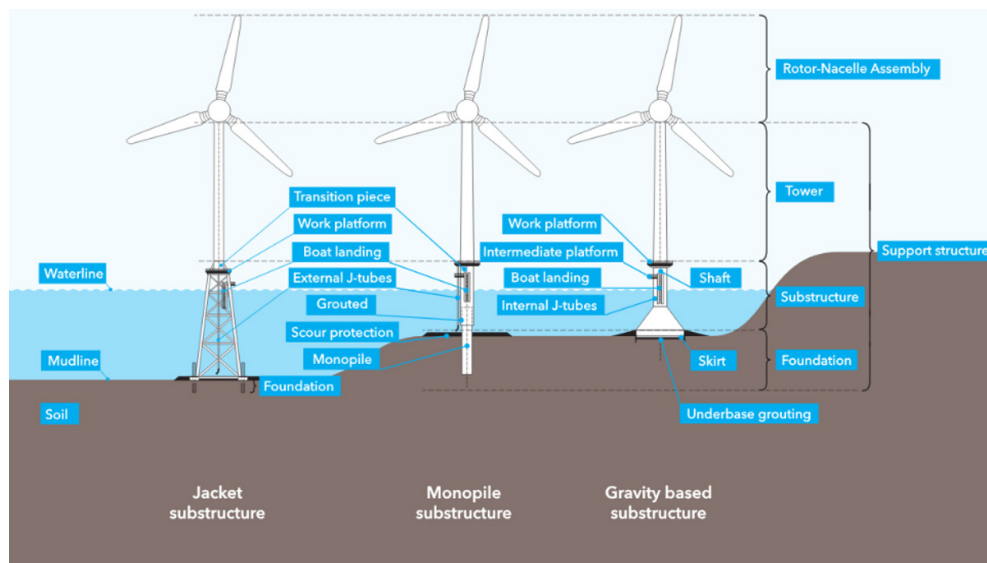 Rotor-Nacelle Assembly
Tower
Transition piece
Work platform
Work platform
Boat landing
Intermediate platform
Support structure
Waterline
External J-tubes
Boat landing
Shaft
Grouted
Internal J-tubes
Substructure
Scour protection
Mudline
Monopile
Skirt
Foundation
Foundation
Soil
Underbase grouting
Jacket
substructure
Monopile
substructure
Gravity based
substructure